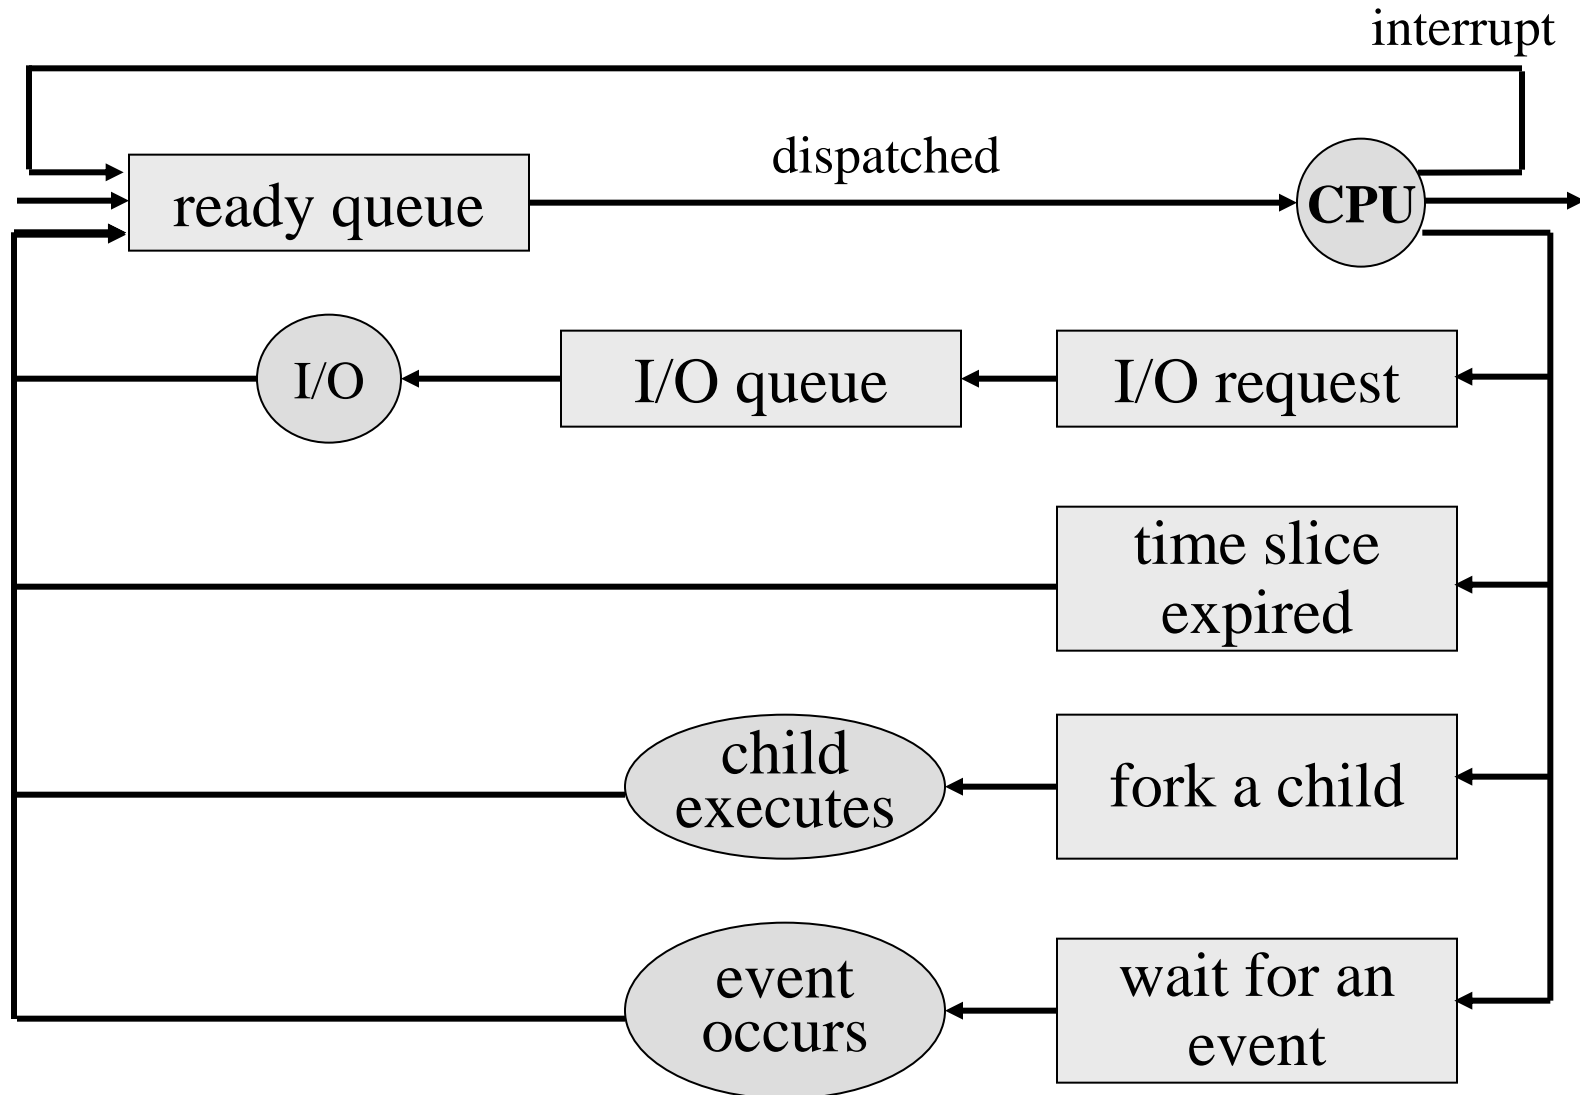 interrupt
dispatched
ready queue
CPU
I/O
I/O queue
I/O request
time slice
expired
child
executes
fork a child
event
occurs
wait for an
event